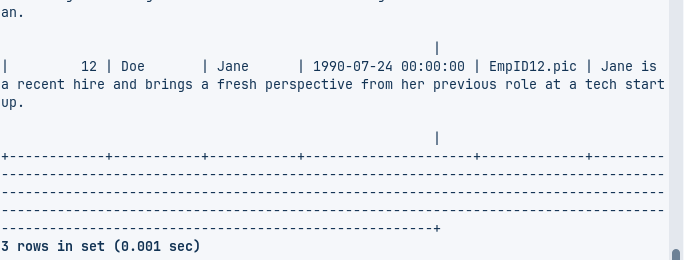 an.
|
|         12 | Doe        | Jane      | 1990-07-24 00:00:00 | EmpID12.pic | Jane is
a recent hire and brings a fresh perspective from her previous role at a tech start
up.
|
+------------+-----------+-----------+---------------------+-------------+---------
-----------------------------------------------------------------------------------
-----------------------------------------------------------------------------------
-----------------------------------------------------------------------------------
------------------------------------------------------+
3 rows in set (0.001 sec)